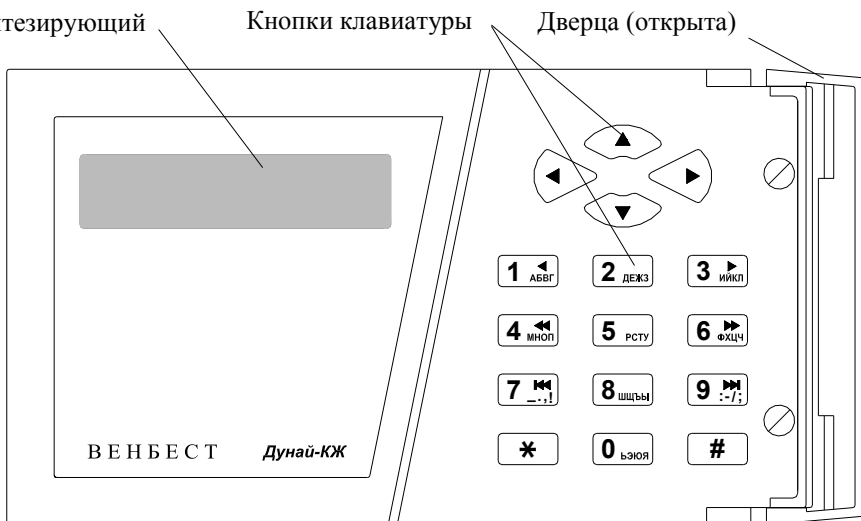 тезирующий Кнопки клавиатуры Дверца (открыта)
1 АБВГ 2 ДЕЖЗ 3 ИЙКЛ
4 МНОП 5 РСТУ 6 ФХЦЧ
7 _.,! 8 ШЩЪЫ 9 :-/;
* 0 ЬЭЮЯ #
ВЕНБЕСТ Дунай-КЖ